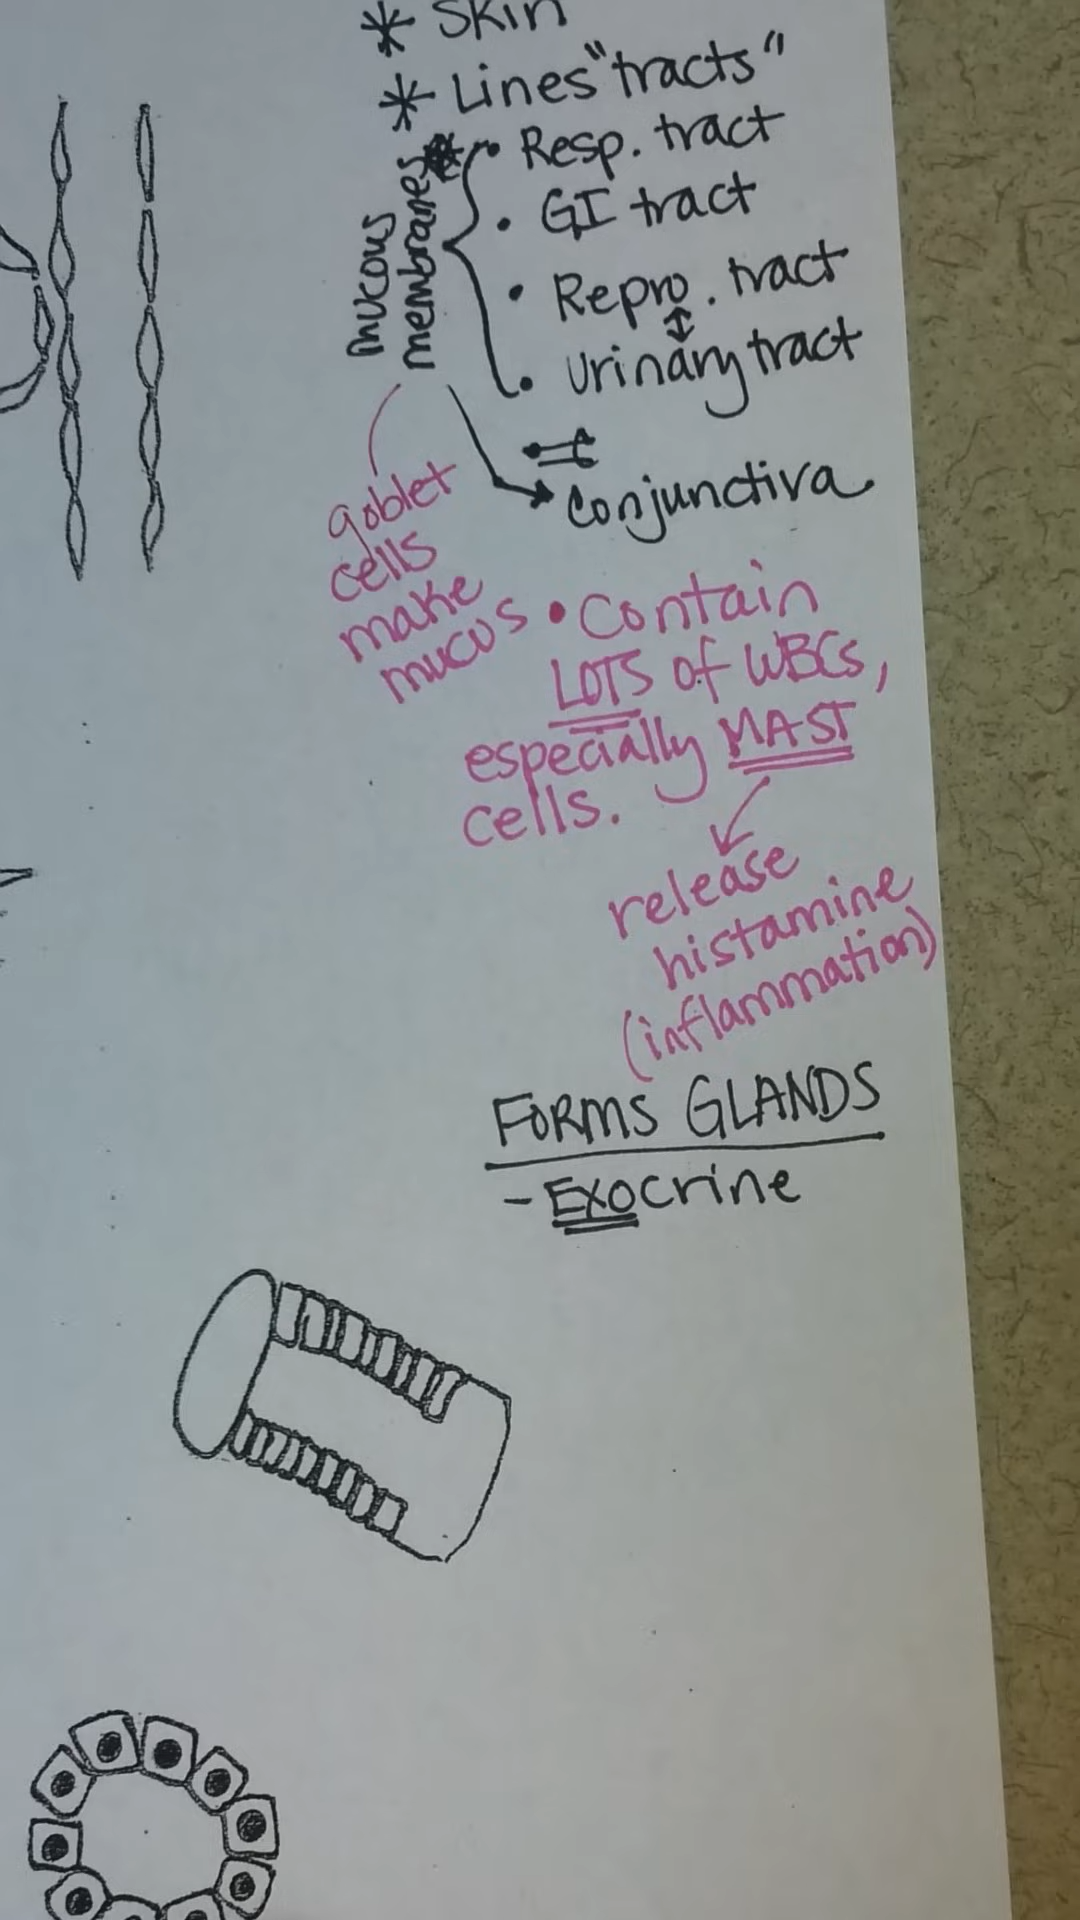 * Skin
* Lines "tracts"
mucous
membranes*
• Resp. tract
• GI tract
• Repro. tract
↕
• Urinary tract
Conjunctiva
goblet
cells
make
mucus
• Contain
LOTS of WBCs,
especially MAST
cells.
release
histamine
(inflammation)
FORMS GLANDS
- EXOcrine